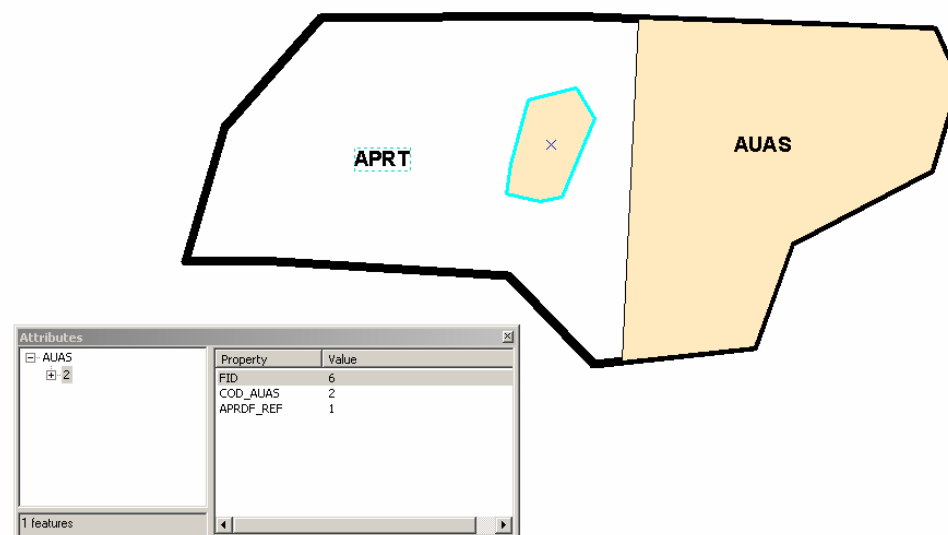 APRT
AUAS
Attributes
AUAS
2
Property Value
FID 6
COD_AUAS 2
APRDF_REF 1
1 features